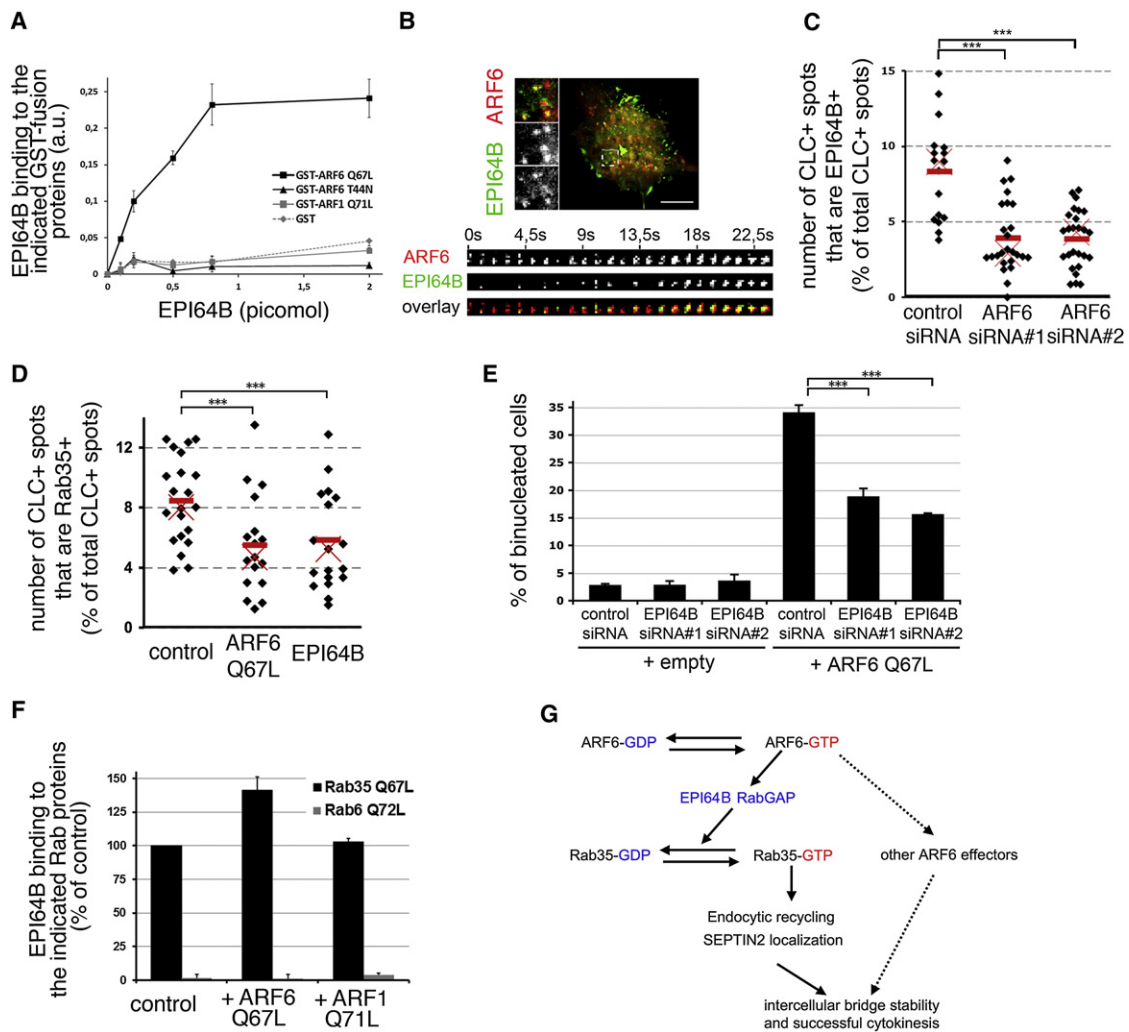 A
EPI64B binding to the
indicated GST-fusion
proteins (a.u.)
0,25
0,2
0,15
0,1
0,05
0
GST-ARF6 Q67L
GST-ARF6 T44N
GST-ARF1 Q71L
GST
0 0,5 1 1,5 2
EPI64B (picomol)
B
EPI64B ARF6
0s 4,5s 9s 13,5s 18s 22,5s
ARF6
EPI64B
overlay
C
number of CLC+ spots
that are EPI64B+
(% of total CLC+ spots)
***
***
15
10
5
0
control
siRNA
ARF6
siRNA#1
ARF6
siRNA#2
D
number of CLC+ spots
that are Rab35+
(% of total CLC+ spots)
***
***
12
8
4
0
control
ARF6
Q67L
EPI64B
E
% of binucleated cells
***
***
35
30
25
20
15
10
5
0
control
siRNA
EPI64B
siRNA#1
EPI64B
siRNA#2
control
siRNA
EPI64B
siRNA#1
EPI64B
siRNA#2
+ empty
+ ARF6 Q67L
F
EPI64B binding to
the indicated Rab proteins
(% of control)
150
125
100
75
50
25
0
Rab35 Q67L
Rab6 Q72L
control
+ ARF6
Q67L
+ ARF1
Q71L
G
ARF6-GDP ARF6-GTP
EPI64B RabGAP
Rab35-GDP Rab35-GTP other ARF6 effectors
Endocytic recycling
SEPTIN2 localization
intercellular bridge stability
and successful cytokinesis